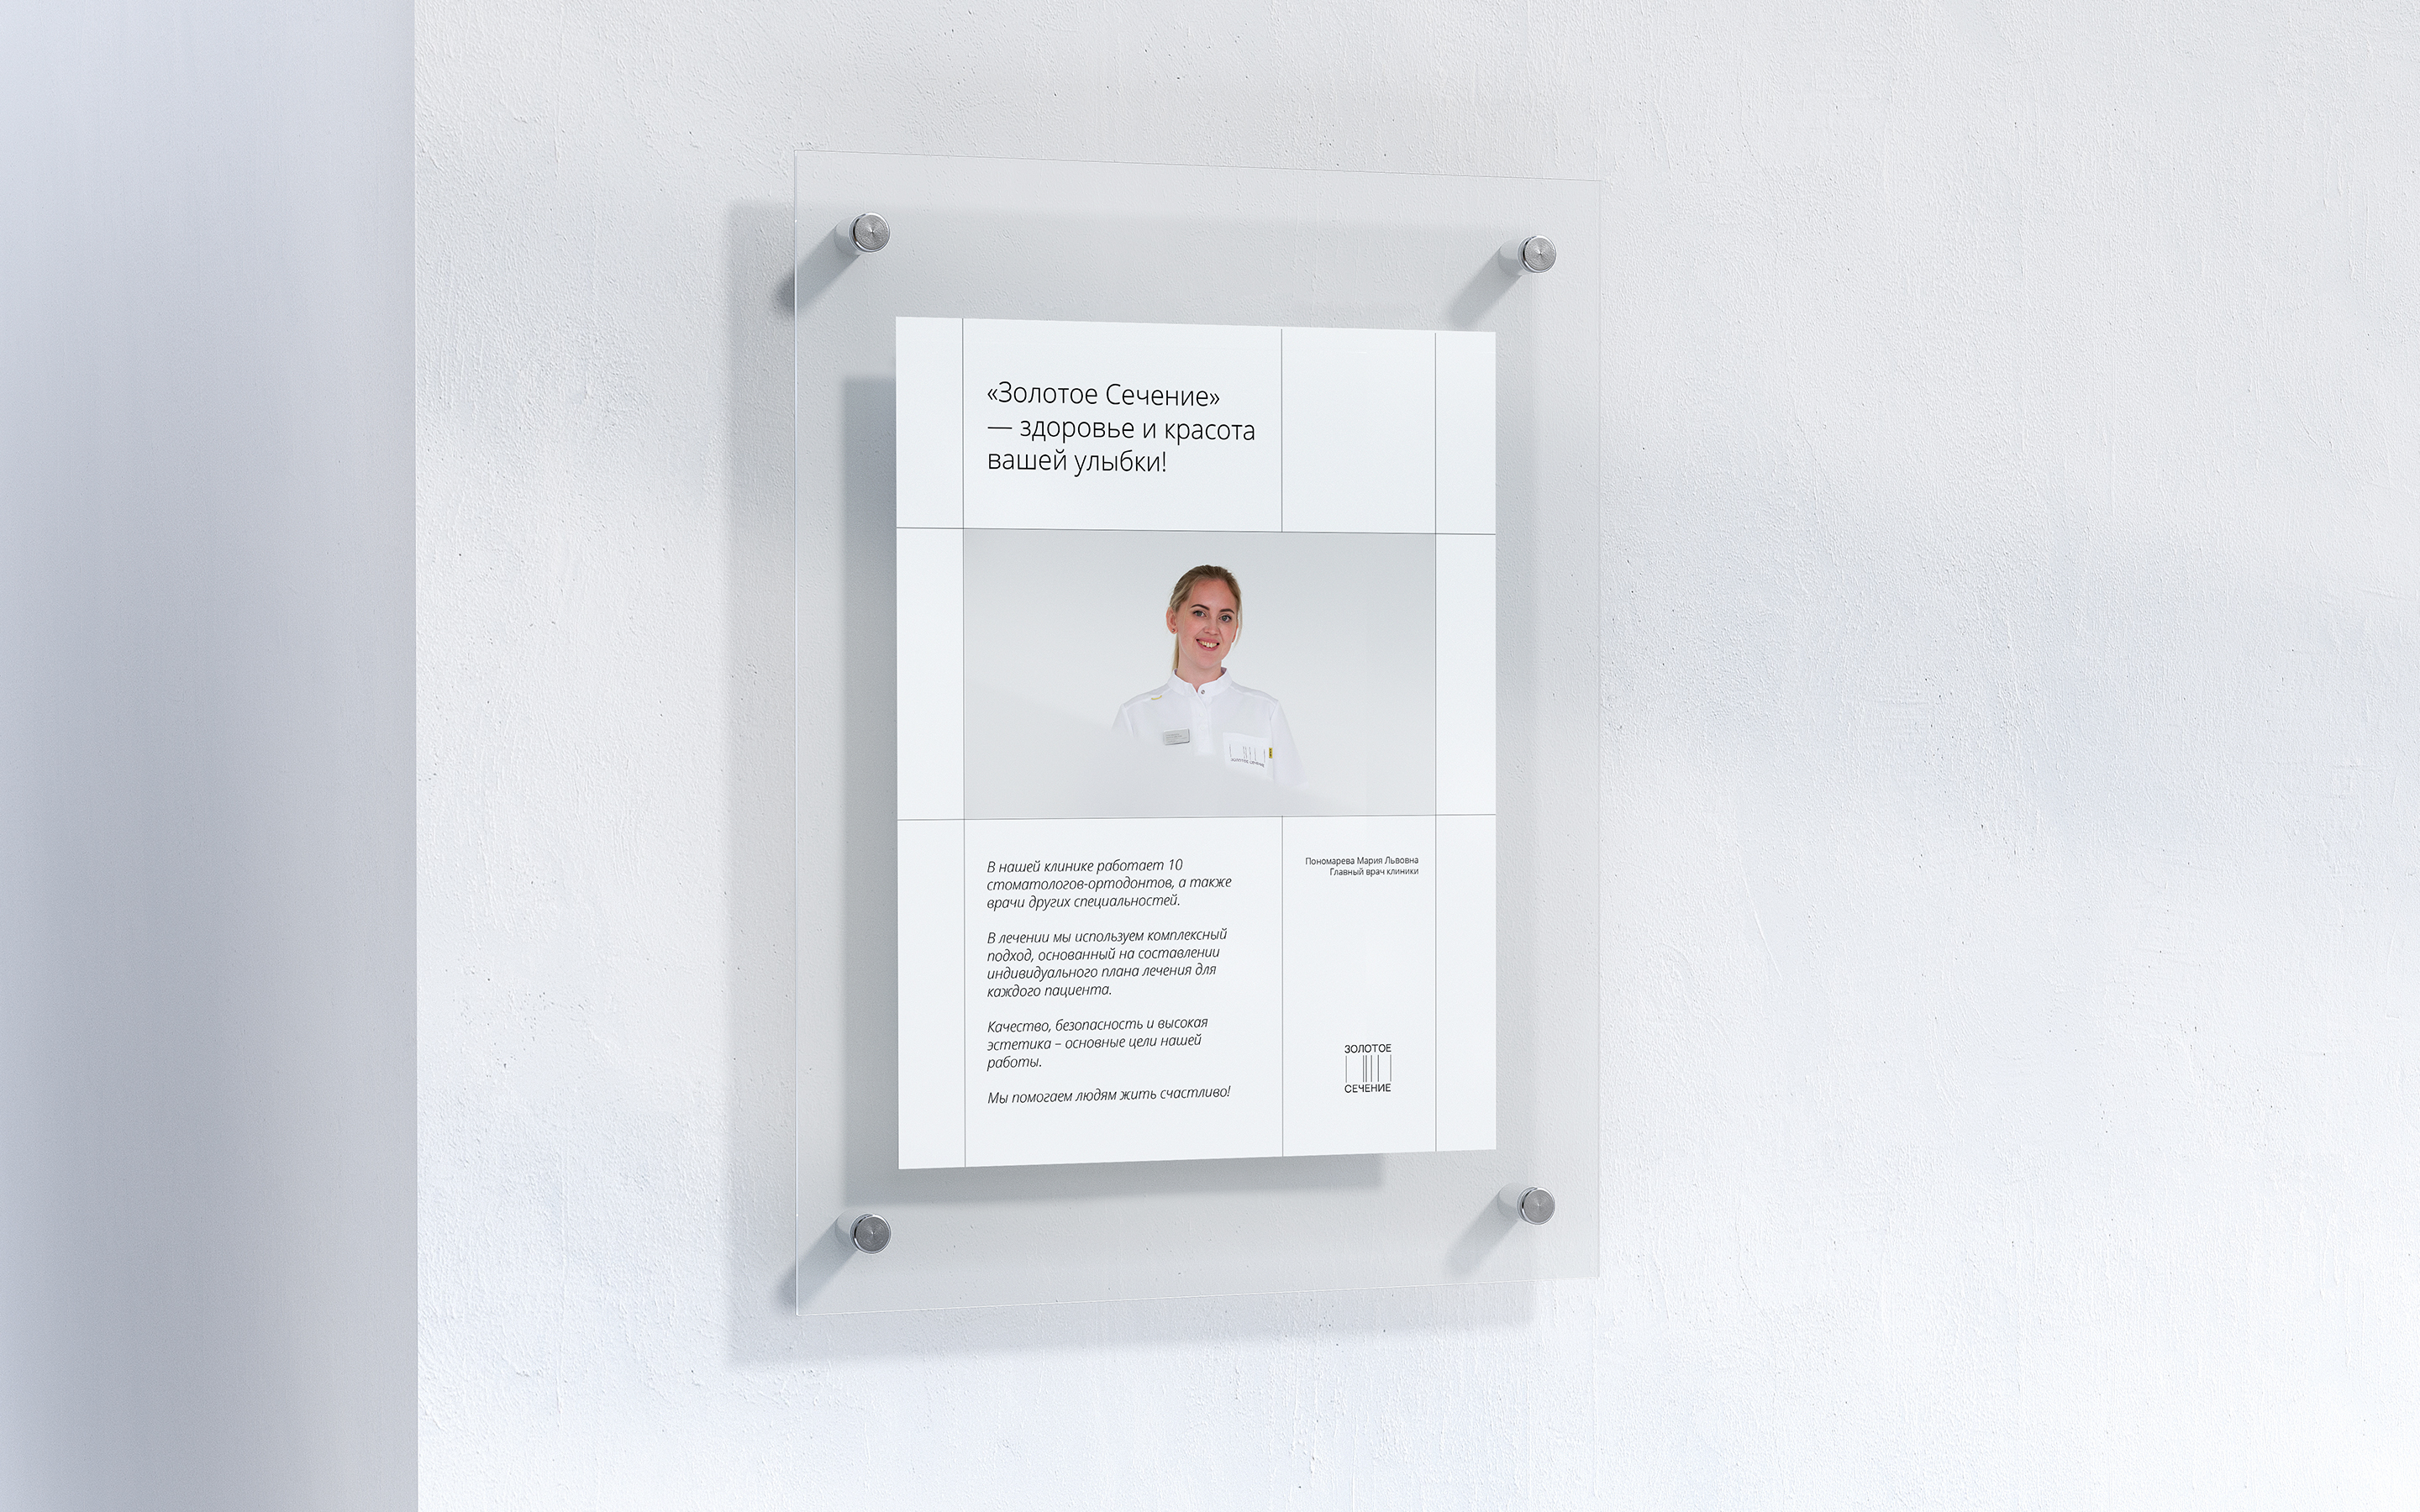 «Золотое Сечение»
— здоровье и красота
вашей улыбки!
В нашей клинике работает 10
стоматологов-ортодонтов, а также
врачи других специальностей.
В лечении мы используем комплексный
подход, основанный на составлении
индивидуального плана лечения для
каждого пациента.
Качество, безопасность и высокая
эстетика – основные цели нашей
работы.
Мы помогаем людям жить счастливо!
Пономарева Мария Львовна
Главный врач клиники
ЗОЛОТОЕ
СЕЧЕНИЕ